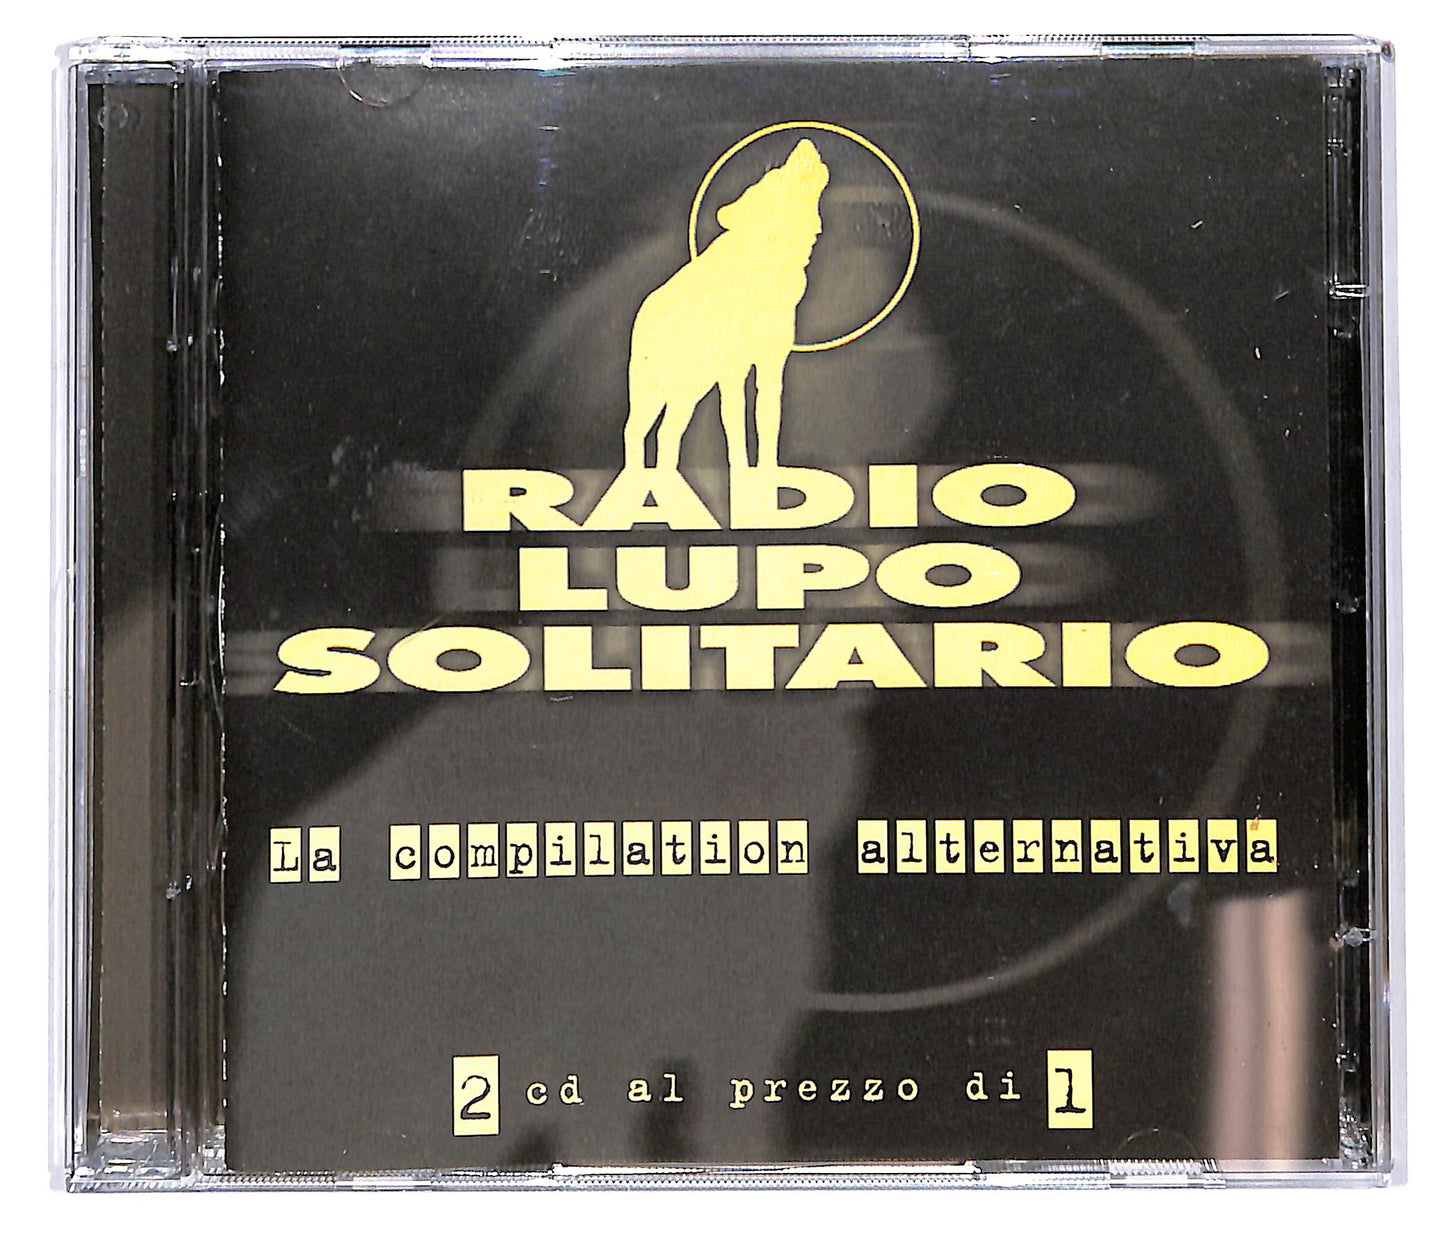 RADIO
LUPO
SOLITARIO
La compilation alternativa
2 cd al prezzo di 1